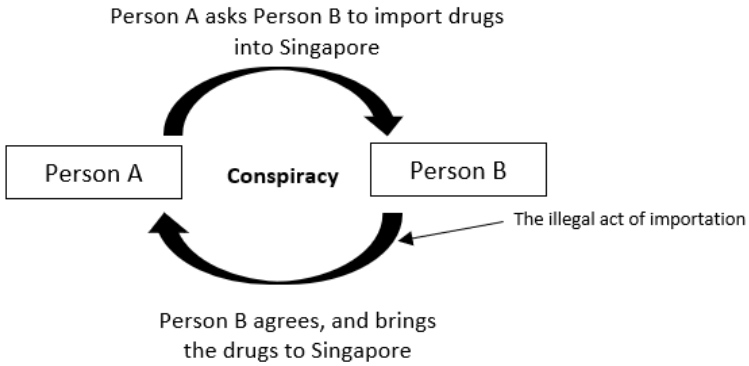 Person A asks Person B to import drugs
into Singapore
Person A
Conspiracy
Person B
The illegal act of importation
Person B agrees, and brings
the drugs to Singapore